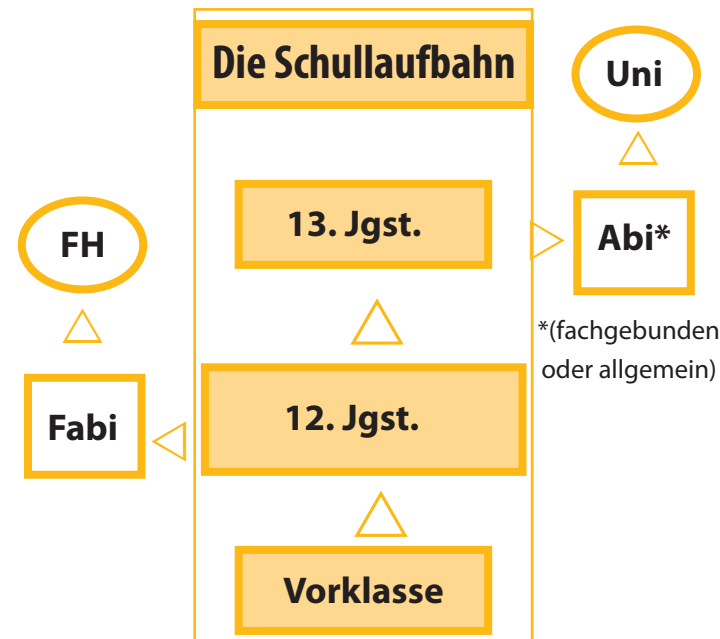 Die Schullaufbahn
Uni
13. Jgst.
Abi*
FH
*(fachgebunden
oder allgemein)
12. Jgst.
Fabi
Vorklasse